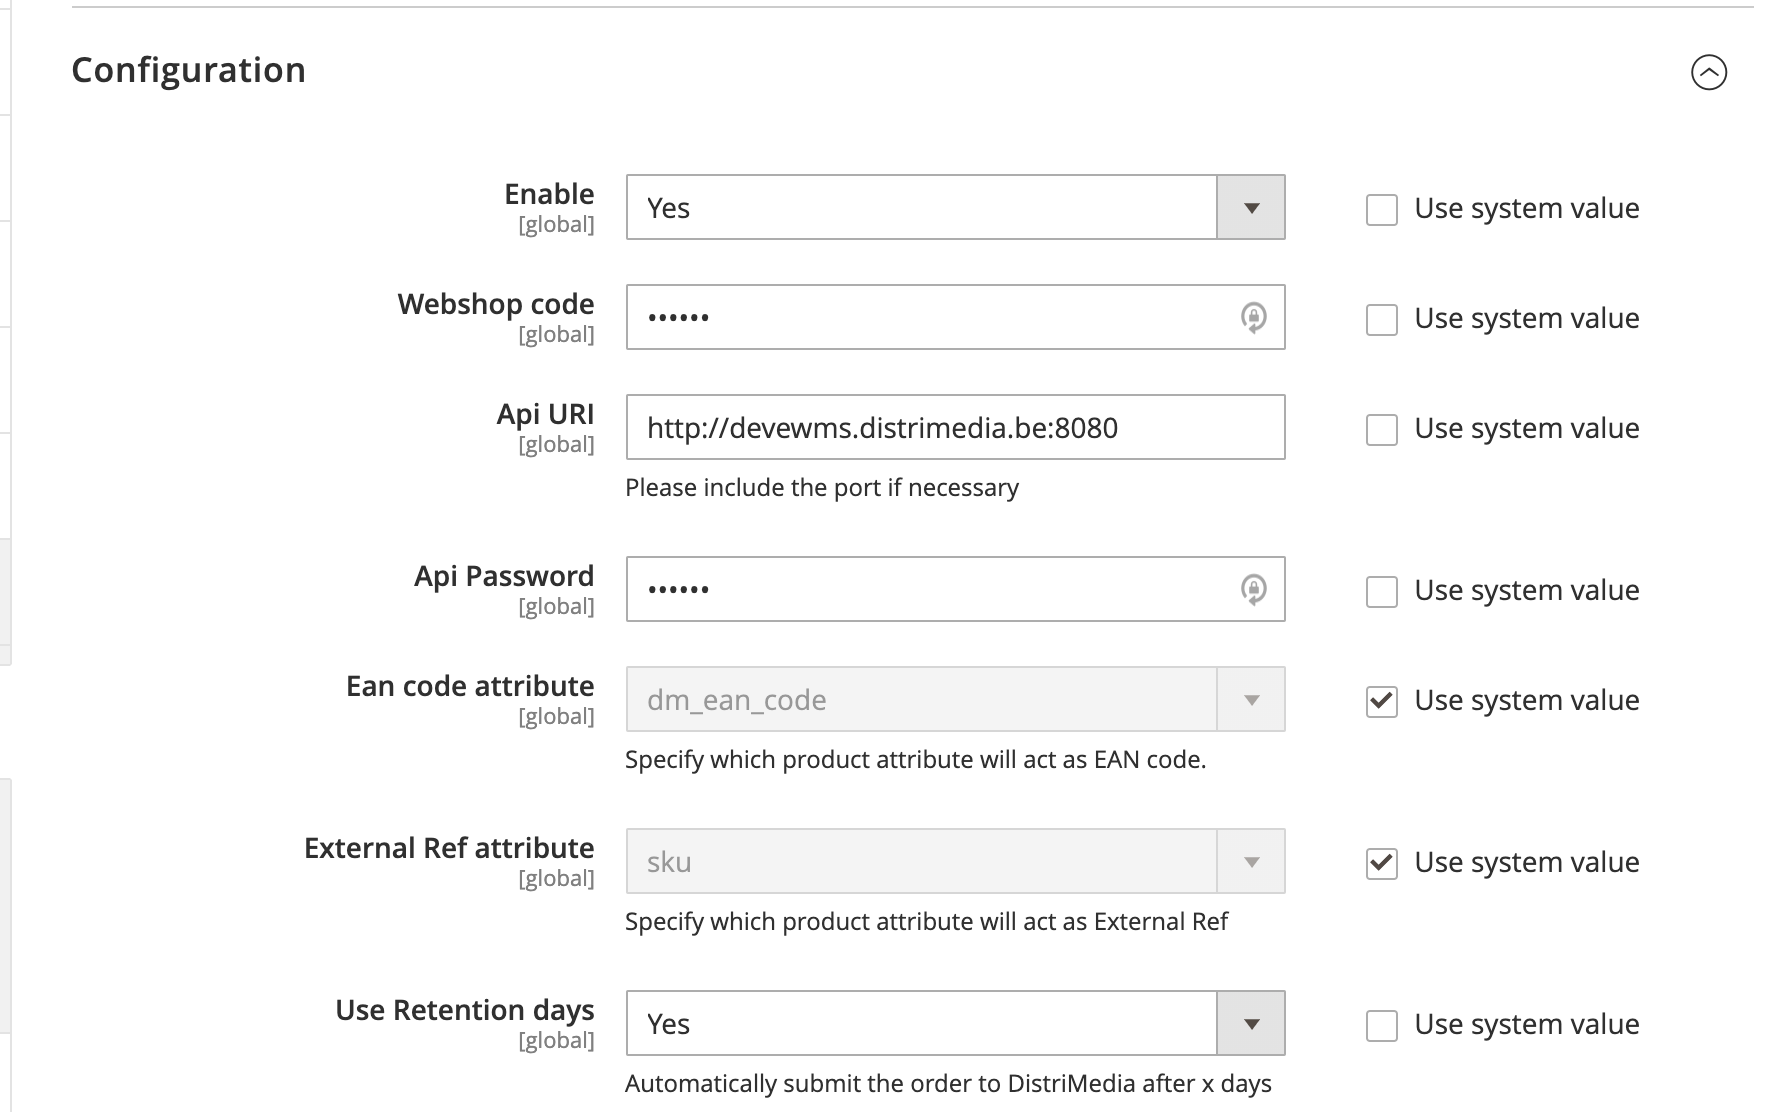 Configuration
Enable
[global]
Yes
Use system value
Webshop code
[global]
••••••
Use system value
Api URI
[global]
http://devewms.distrimedia.be:8080
Use system value
Please include the port if necessary
Api Password
[global]
••••••
Use system value
Ean code attribute
[global]
dm_ean_code
Use system value
Specify which product attribute will act as EAN code.
External Ref attribute
[global]
sku
Use system value
Specify which product attribute will act as External Ref
Use Retention days
[global]
Yes
Use system value
Automatically submit the order to DistriMedia after x days